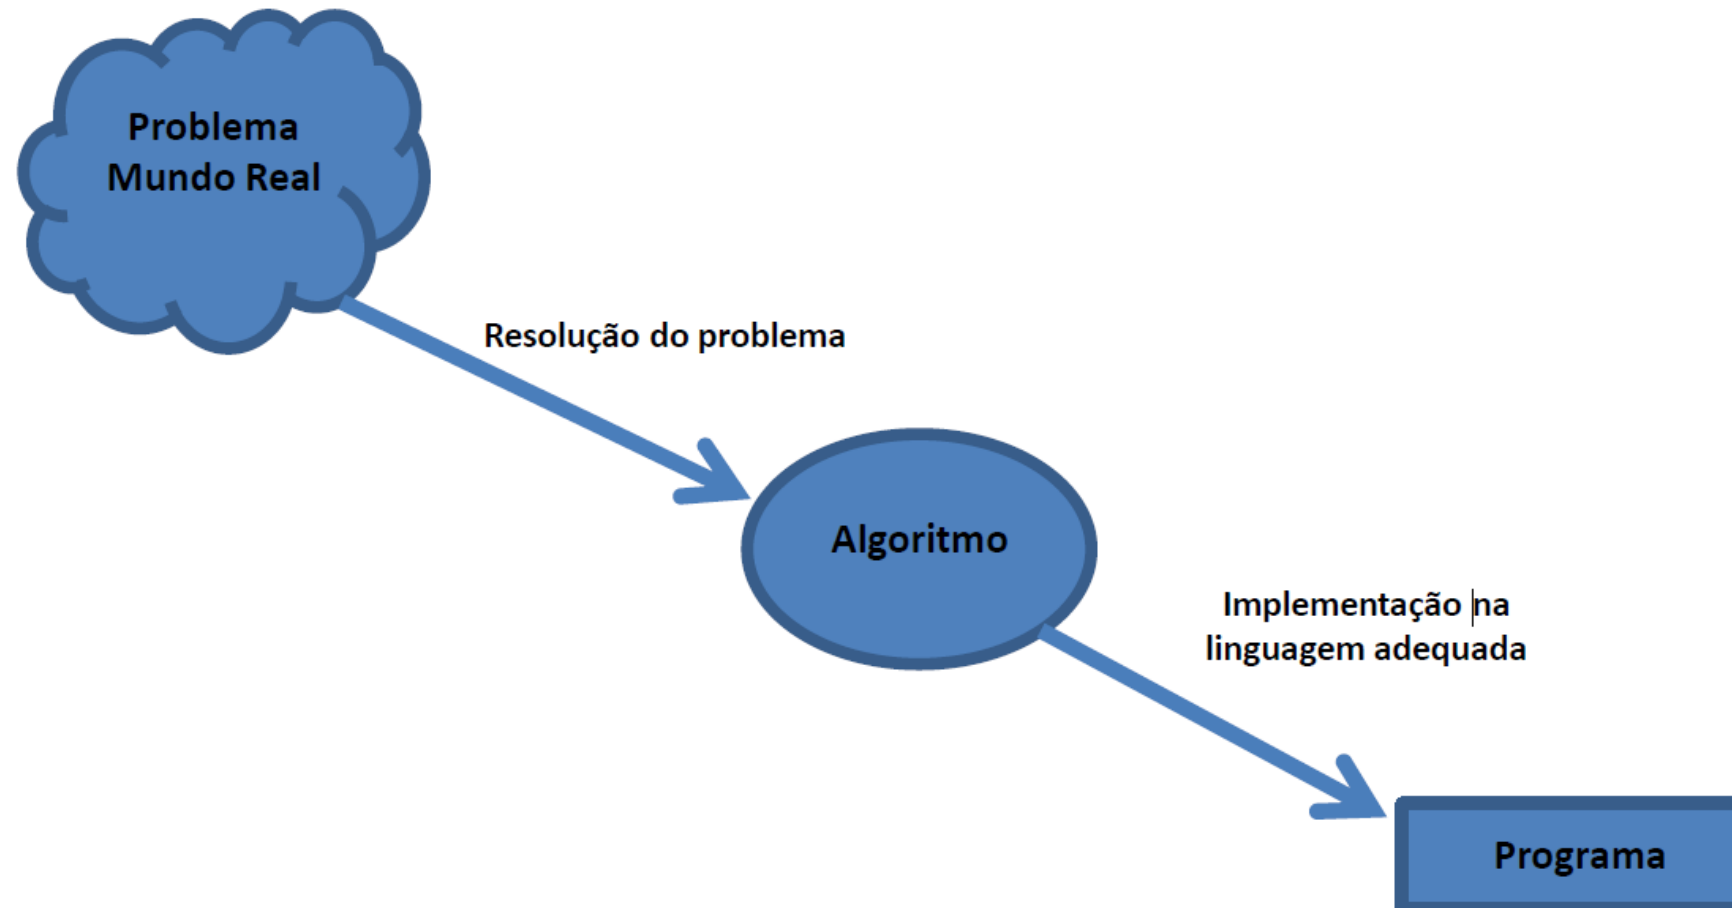 Problema
Mundo Real
Resolução do problema
Algoritmo
Implementação na
linguagem adequada
Programa